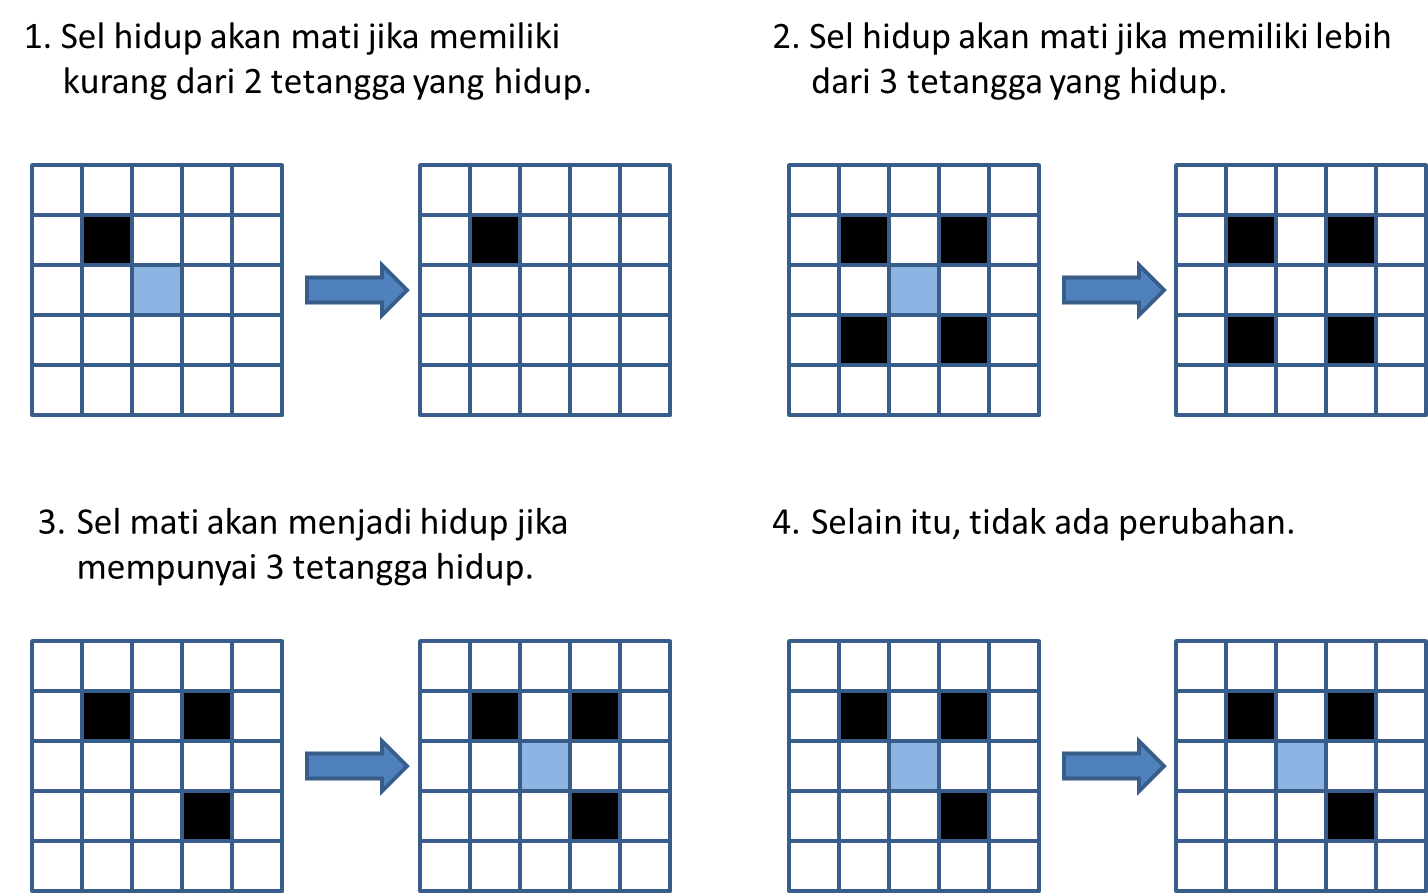 1. Sel hidup akan mati jika memiliki
kurang dari 2 tetangga yang hidup.
2. Sel hidup akan mati jika memiliki lebih
dari 3 tetangga yang hidup.
3. Sel mati akan menjadi hidup jika
mempunyai 3 tetangga hidup.
4. Selain itu, tidak ada perubahan.